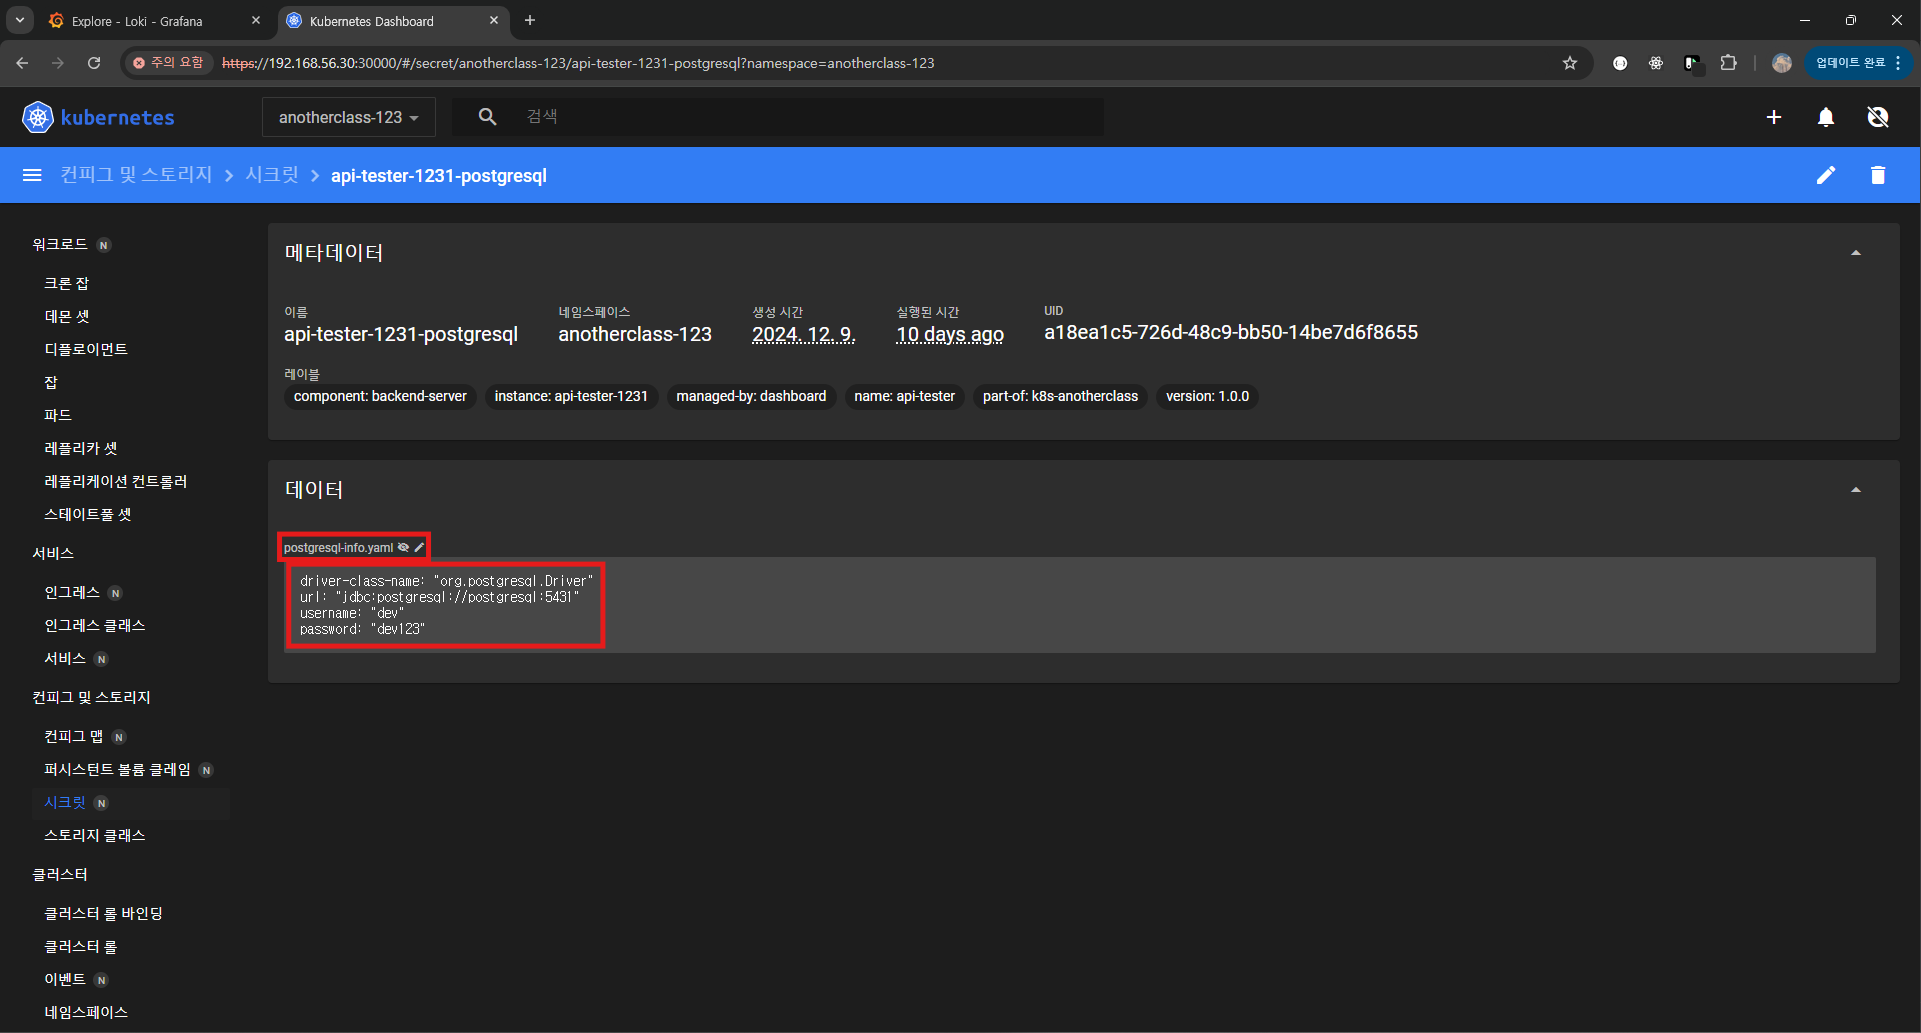 Explore - Loki - Grafana
Kubernetes Dashboard
주의 요함 https://192.168.56.30:30000/#/secret/anotherclass-123/api-tester-1231-postgresql?namespace=anotherclass-123
업데이트 완료
kubernetes
anotherclass-123
검색
컨피그 및 스토리지 > 시크릿 > api-tester-1231-postgresql
워크로드 N
크론 잡
데몬 셋
디플로이먼트
잡
파드
레플리카 셋
레플리케이션 컨트롤러
스테이트풀 셋
서비스
인그레스 N
인그레스 클래스
서비스 N
컨피그 및 스토리지
컨피그 맵 N
퍼시스턴트 볼륨 클레임 N
시크릿 N
스토리지 클래스
클러스터
클러스터 롤 바인딩
클러스터 롤
이벤트 N
네임스페이스
메타데이터
이름
api-tester-1231-postgresql
네임스페이스
anotherclass-123
생성 시간
2024. 12. 9.
실행된 시간
10 days ago
UID
a18ea1c5-726d-48c9-bb50-14be7d6f8655
레이블
component: backend-server
instance: api-tester-1231
managed-by: dashboard
name: api-tester
part-of: k8s-anotherclass
version: 1.0.0
데이터
postgresql-info.yaml
driver-class-name: "org.postgresql.Driver"
url: "jdbc:postgresql://postgresql:5431"
username: "dev"
password: "dev123"